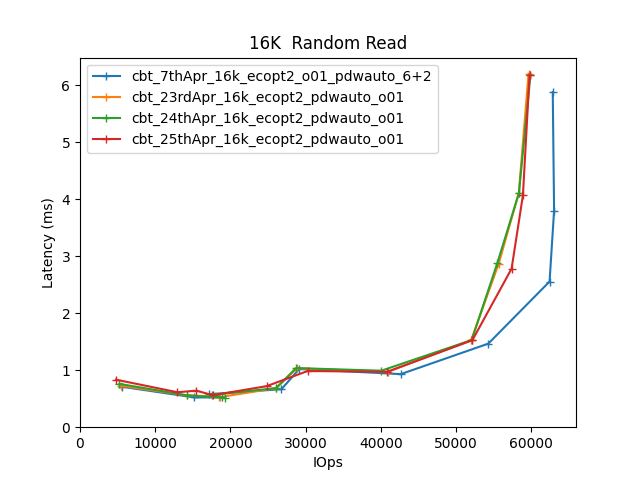 16K  Random Read
cbt_7thApr_16k_ecopt2_o01_pdwauto_6+2
cbt_23rdApr_16k_ecopt2_pdwauto_o01
cbt_24thApr_16k_ecopt2_pdwauto_o01
cbt_25thApr_16k_ecopt2_pdwauto_o01
Latency (ms)
6
5
4
3
2
1
0
0 10000 20000 30000 40000 50000 60000
IOps